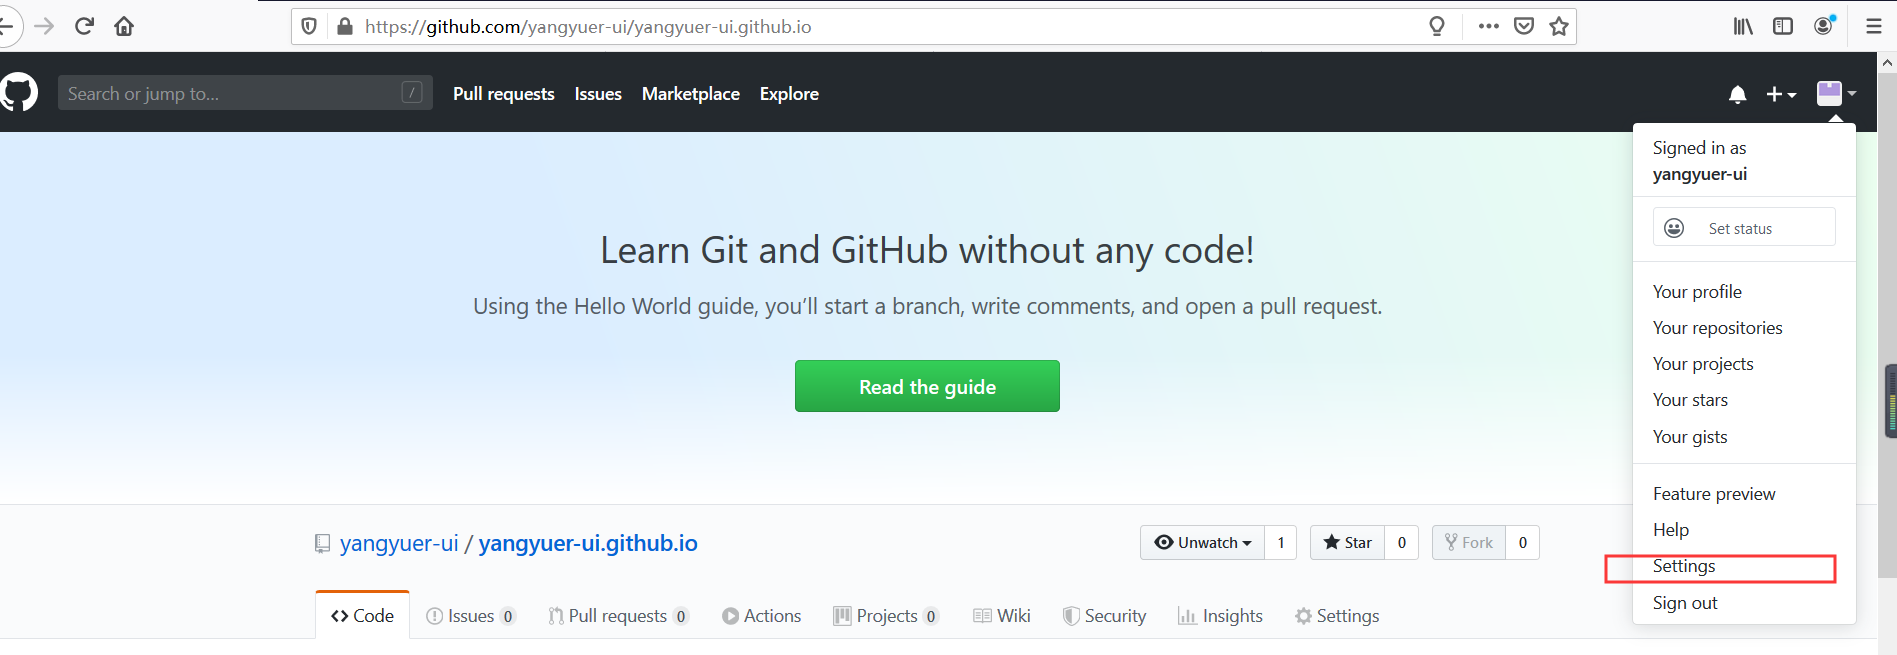 https://github.com/yangyuer-ui/yangyuer-ui.github.io
Search or jump to... /
Pull requests Issues Marketplace Explore
Signed in as
yangyuer-ui
Set status
Your profile
Your repositories
Your projects
Your stars
Your gists
Feature preview
Help
Settings
Sign out
Learn Git and GitHub without any code!
Using the Hello World guide, you’ll start a branch, write comments, and open a pull request.
Read the guide
yangyuer-ui / yangyuer-ui.github.io
Unwatch 1 Star 0 Fork 0
Code Issues 0 Pull requests 0 Actions Projects 0 Wiki Security Insights Settings